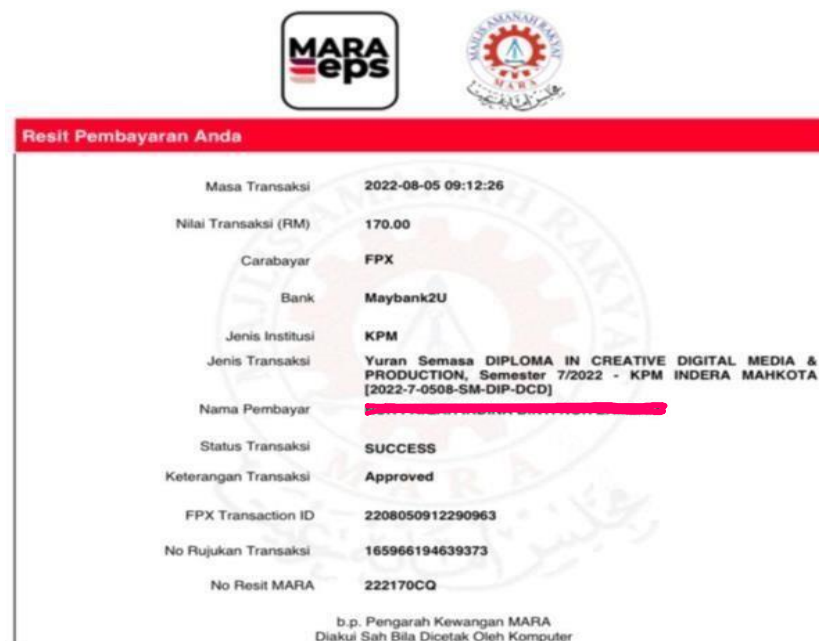 MARA
eps
MAJLIS AMANAH RAKYAT
MARA
Resit Pembayaran Anda
Masa Transaksi 2022-08-05 09:12:26
Nilai Transaksi (RM) 170.00
Carabayar FPX
Bank Maybank2U
Jenis Institusi KPM
Jenis Transaksi Yuran Semasa DIPLOMA IN CREATIVE DIGITAL MEDIA &
PRODUCTION, Semester 7/2022 - KPM INDERA MAHKOTA
[2022-7-0508-SM-DIP-DCD]
Nama Pembayar
Status Transaksi SUCCESS
Keterangan Transaksi Approved
FPX Transaction ID 2208050912290963
No Rujukan Transaksi 165966194639373
No Resit MARA 222170CQ
b.p. Pengarah Kewangan MARA
Diakui Sah Bila Dicetak Oleh Komputer